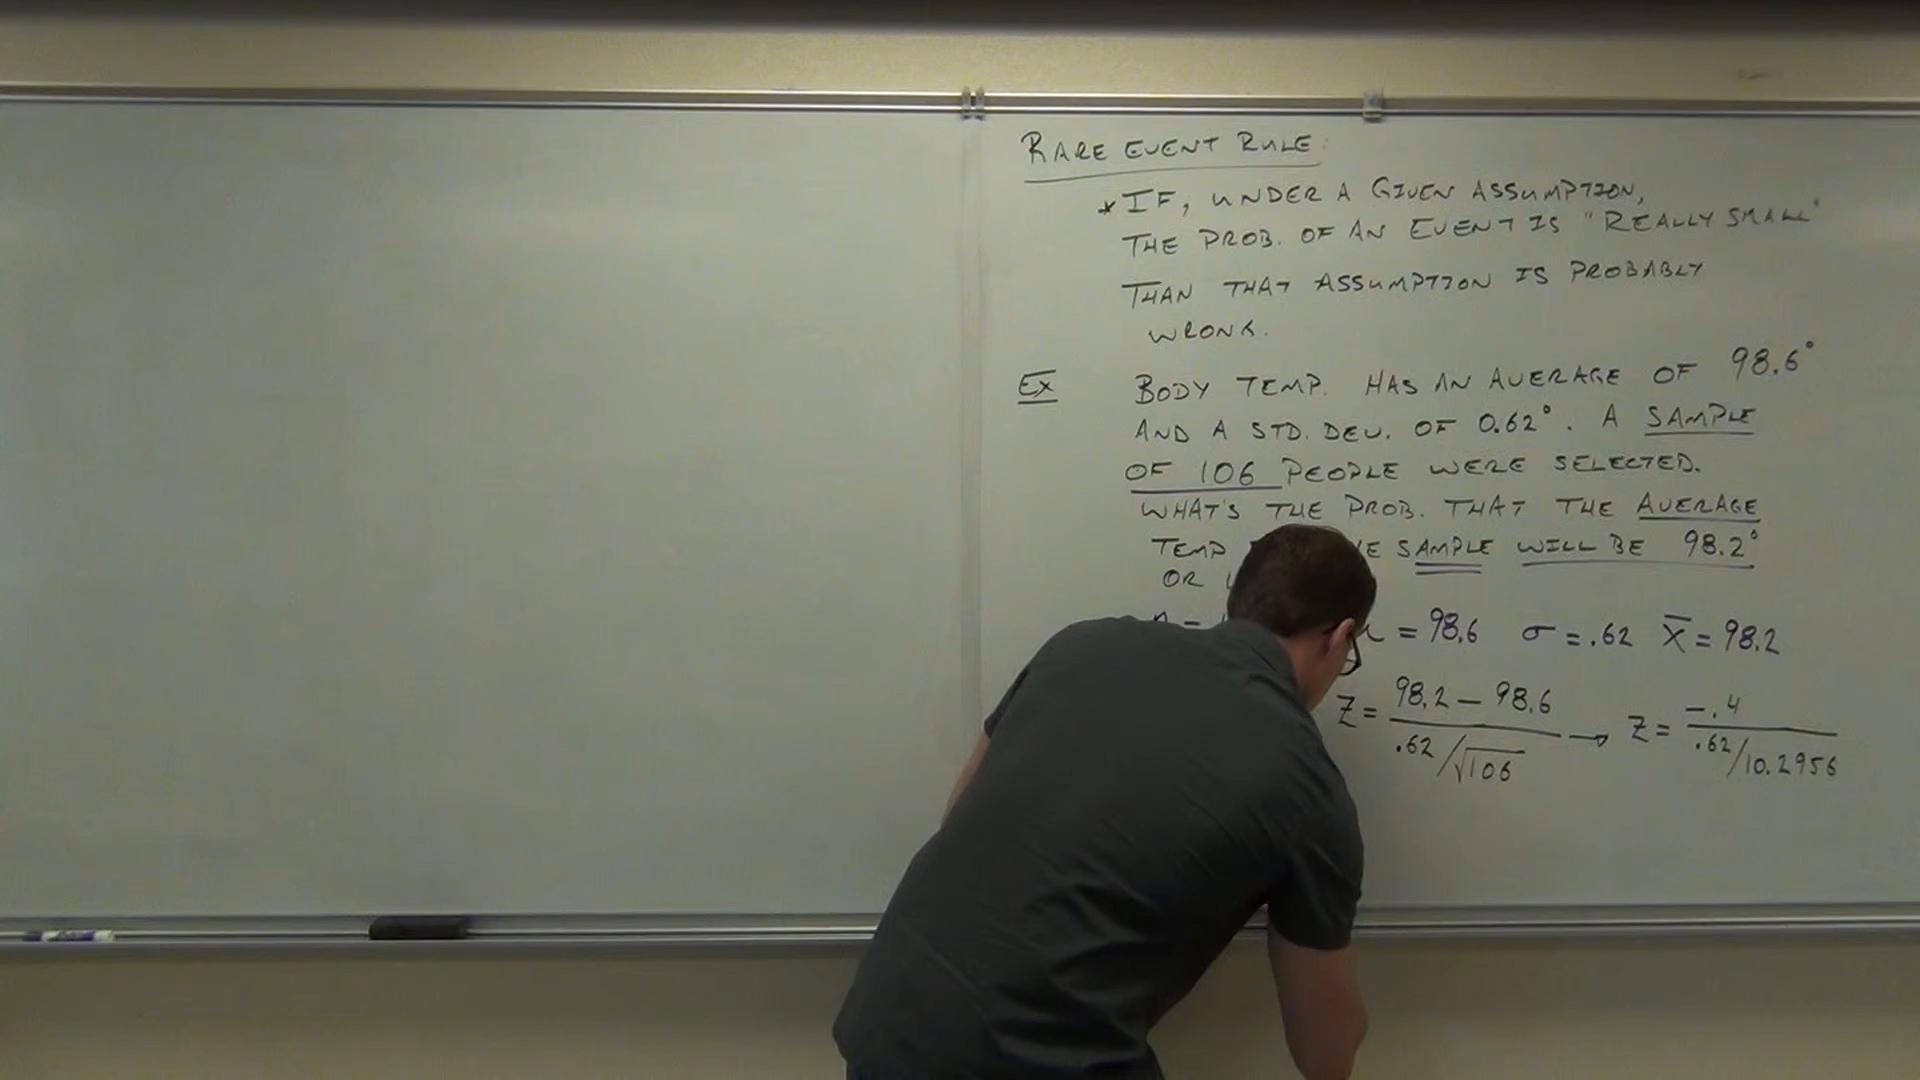 RARE EVENT RULE:
*IF, UNDER A GIVEN ASSUMPTION,
THE PROB. OF AN EVENT IS "REALLY SMALL"
THAN THAT ASSUMPTION IS PROBABLY
WRONG.
EX BODY TEMP. HAS AN AVERAGE OF 98.6°
AND A STD. DEV. OF 0.62°. A SAMPLE
OF 106 PEOPLE WERE SELECTED.
WHAT'S THE PROB. THAT THE AVERAGE
TEMP SAMPLE WILL BE 98.2°
OR
= 98.6 σ = .62 x̄ = 98.2
Z = (98.2 - 98.6) / (.62/√106) → Z = -.4 / (.62/10.2956)